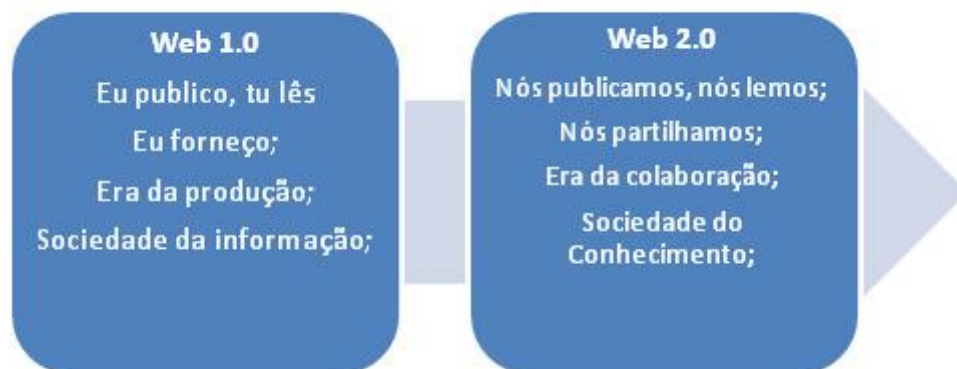 Web 1.0
Eu publico, tu lês
Eu forneço;
Era da produção;
Sociedade da informação;
Web 2.0
Nós publicamos, nós lemos;
Nós partilhamos;
Era da colaboração;
Sociedade do
Conhecimento;